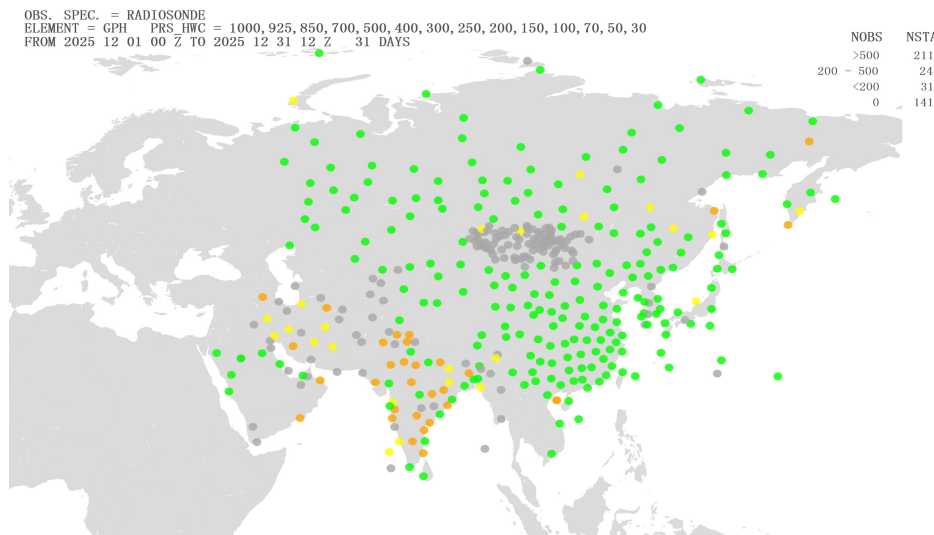 OBS. SPEC. = RADIOSONDE
ELEMENT = GPH PRS_HWC = 1000,925,850,700,500,400,300,250,200,150,100,70,50,30
FROM 2025 12 01 00 Z TO 2025 12 31 12 Z 31 DAYS
NOBS NSTA
>500 211
200 - 500 24
<200 31
0 141